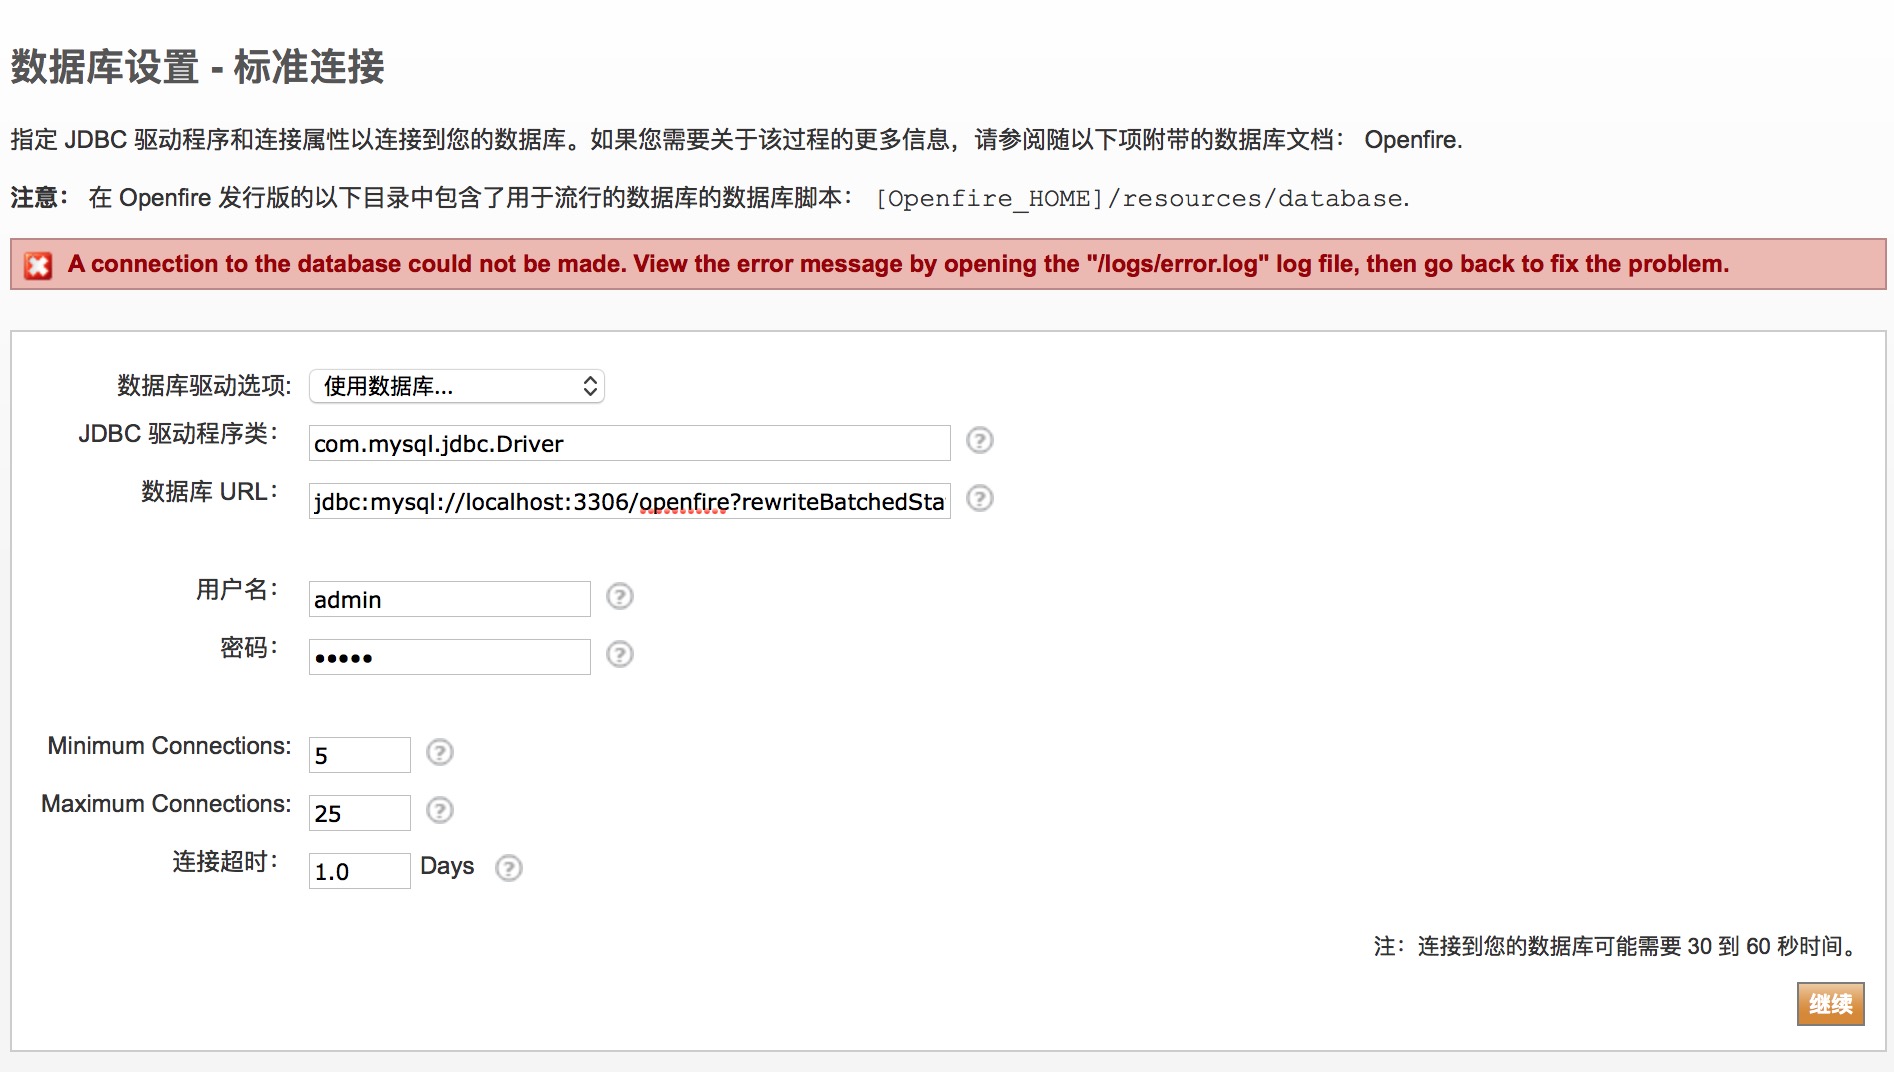 数据库设置 - 标准连接
指定 JDBC 驱动程序和连接属性以连接到您的数据库。如果您需要关于该过程的更多信息，请参阅随以下项附带的数据库文档： Openfire.
注意： 在 Openfire 发行版的以下目录中包含了用于流行的数据库的数据库脚本： [Openfire_HOME]/resources/database.
A connection to the database could not be made. View the error message by opening the "/logs/error.log" log file, then go back to fix the problem.
数据库驱动选项: 使用数据库...
JDBC 驱动程序类： com.mysql.jdbc.Driver ?
数据库 URL： jdbc:mysql://localhost:3306/openfire?rewriteBatchedSta ?
用户名： admin ?
密码： ••••• ?
Minimum Connections: 5 ?
Maximum Connections: 25 ?
连接超时： 1.0 Days ?
注：连接到您的数据库可能需要 30 到 60 秒时间。
继续